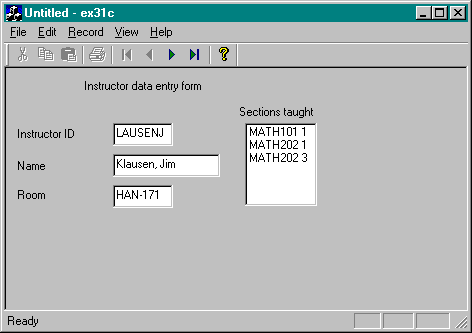 Untitled - ex31c
File Edit Record View Help
Instructor data entry form
Sections taught
Instructor ID LAUSENJ MATH101 1
MATH202 1
Name Klausen, Jim MATH202 3
Room HAN-171
Ready